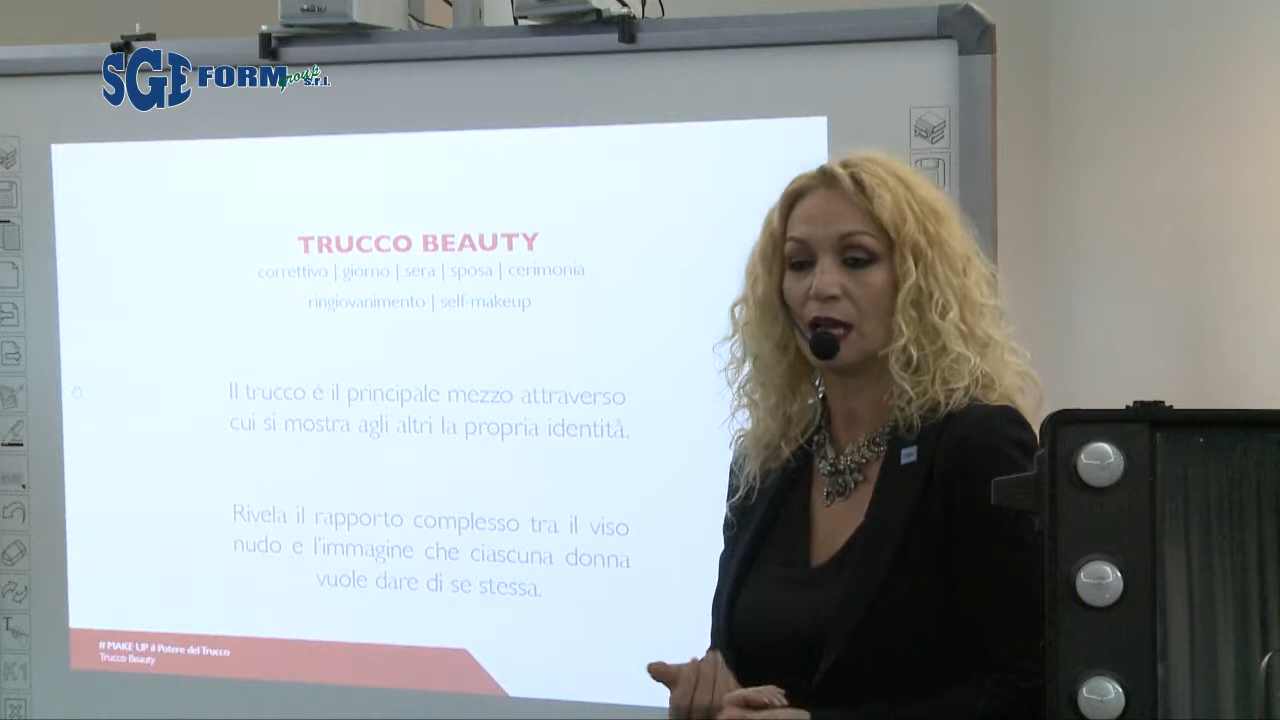 SGE FORM group s.r.l.
TRUCCO BEAUTY
correttivo | giorno | sera | sposa | cerimonia
ringiovanimento | self-makeup
Il trucco è il principale mezzo attraverso
cui si mostra agli altri la propria identità.
Rivela il rapporto complesso tra il viso
nudo e l'immagine che ciascuna donna
vuole dare di se stessa.
# MAKE UP il Potere del Trucco
Trucco Beauty
K1